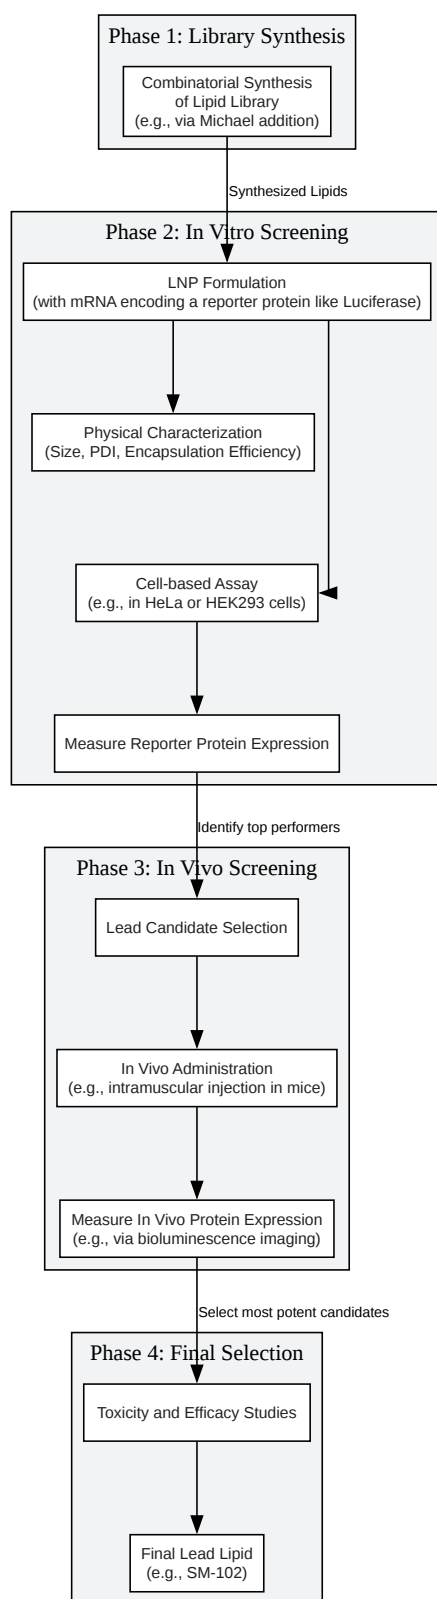 Phase 1: Library Synthesis
Combinatorial Synthesis
of Lipid Library
(e.g., via Michael addition)
Synthesized Lipids
Phase 2: In Vitro Screening
LNP Formulation
(with mRNA encoding a reporter protein like Luciferase)
Physical Characterization
(Size, PDI, Encapsulation Efficiency)
Cell-based Assay
(e.g., in HeLa or HEK293 cells)
Measure Reporter Protein Expression
Identify top performers
Phase 3: In Vivo Screening
Lead Candidate Selection
In Vivo Administration
(e.g., intramuscular injection in mice)
Measure In Vivo Protein Expression
(e.g., via bioluminescence imaging)
Select most potent candidates
Phase 4: Final Selection
Toxicity and Efficacy Studies
Final Lead Lipid
(e.g., SM-102)